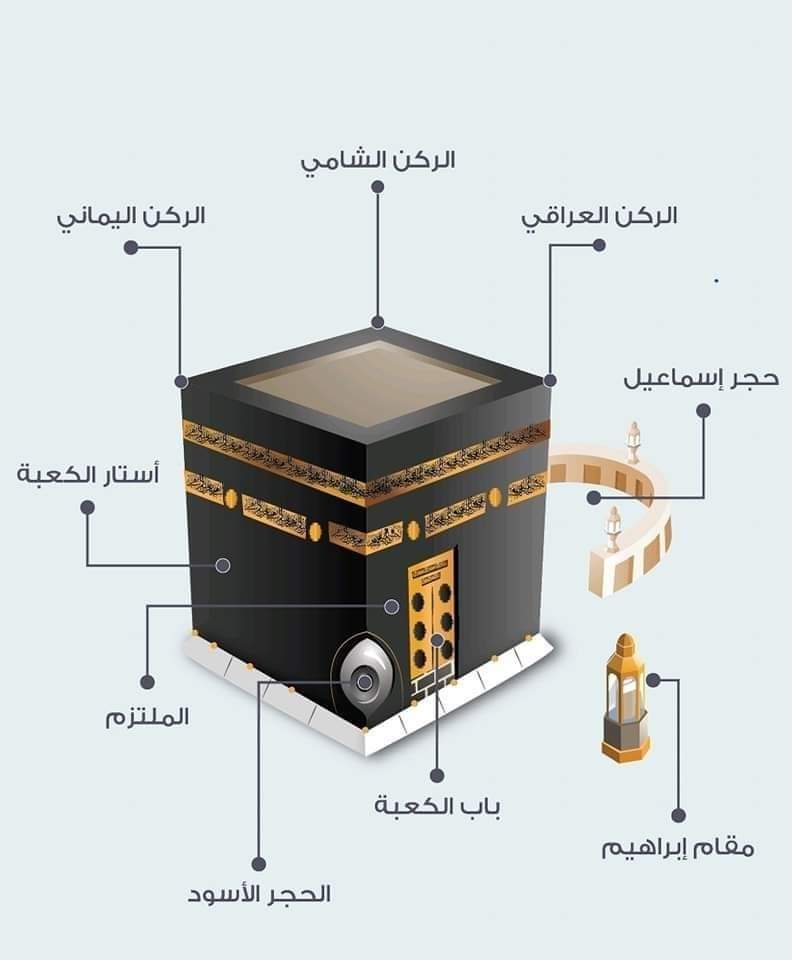 الركن الشامي
الركن العراقي
الركن اليماني
حجر إسماعيل
أستار الكعبة
الملتزم
باب الكعبة
مقام إبراهيم
الحجر الأسود